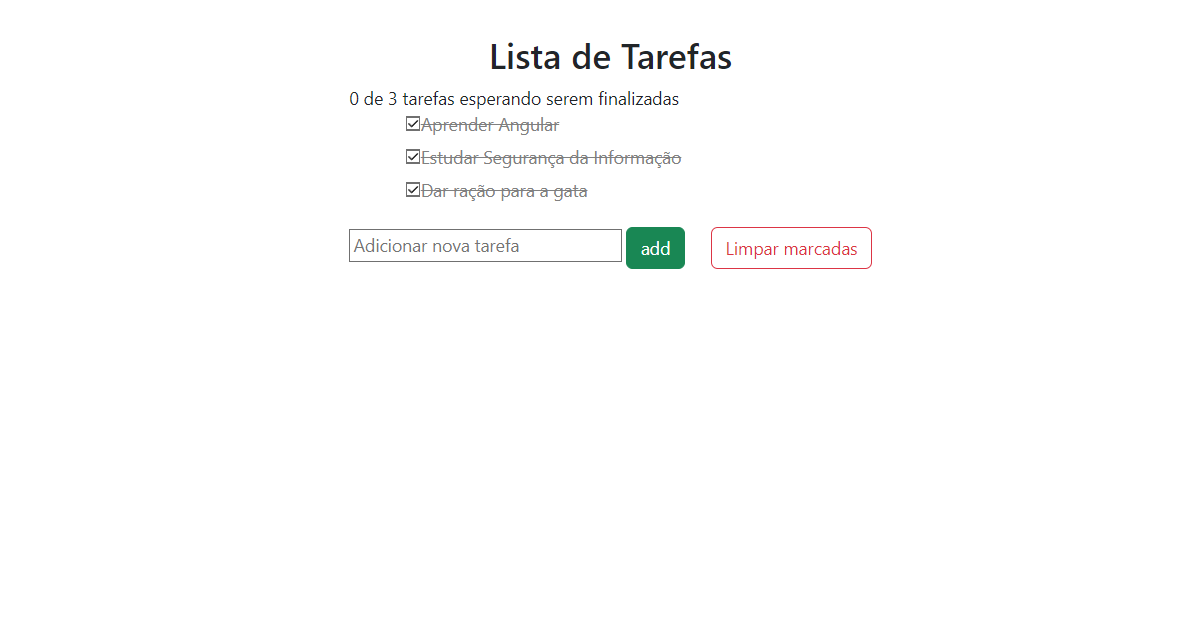 Lista de Tarefas
0 de 3 tarefas esperando serem finalizadas
Aprender Angular
Estudar Segurança da Informação
Dar ração para a gata
Adicionar nova tarefa add Limpar marcadas